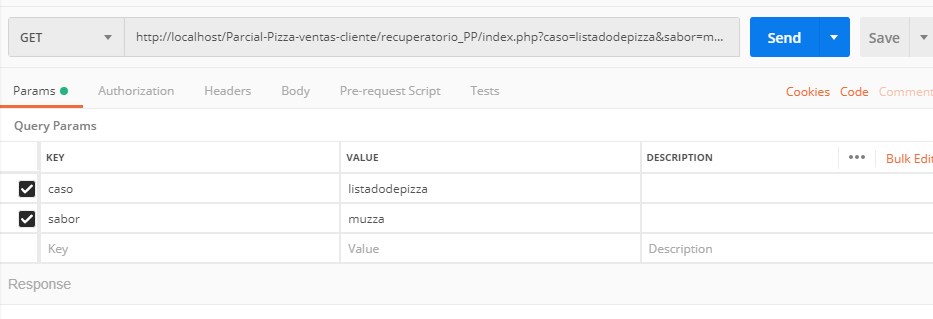 GET http://localhost/Parcial-Pizza-ventas-cliente/recuperatorio_PP/index.php?caso=listadodepizza&sabor=m... Send Save
Params Authorization Headers Body Pre-request Script Tests Cookies Code Comment
Query Params
KEY VALUE DESCRIPTION ••• Bulk Edit
caso listadodepizza
sabor muzza
Key Value Description
Response